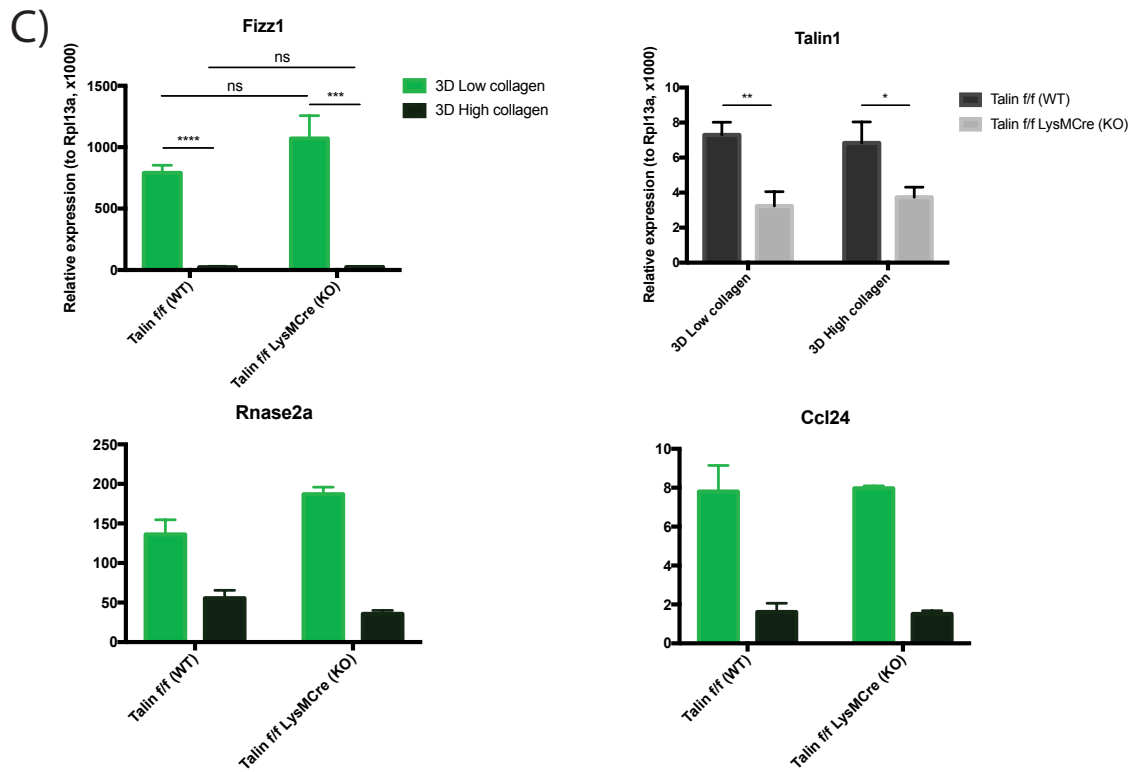 C)
Fizz1
ns
ns
****
***
Relative expression (to Rpl13a, x1000)
1500
1000
500
0
Talin f/f (WT)
Talin f/f LysMCre (KO)
3D Low collagen
3D High collagen
Talin1
**
*
Relative expression (to Rpl13a, x1000)
10
8
6
4
2
0
3D Low collagen
3D High collagen
Talin f/f (WT)
Talin f/f LysMCre (KO)
Rnase2a
250
200
150
100
50
0
Talin f/f (WT)
Talin f/f LysMCre (KO)
Ccl24
10
8
6
4
2
0
Talin f/f (WT)
Talin f/f LysMCre (KO)